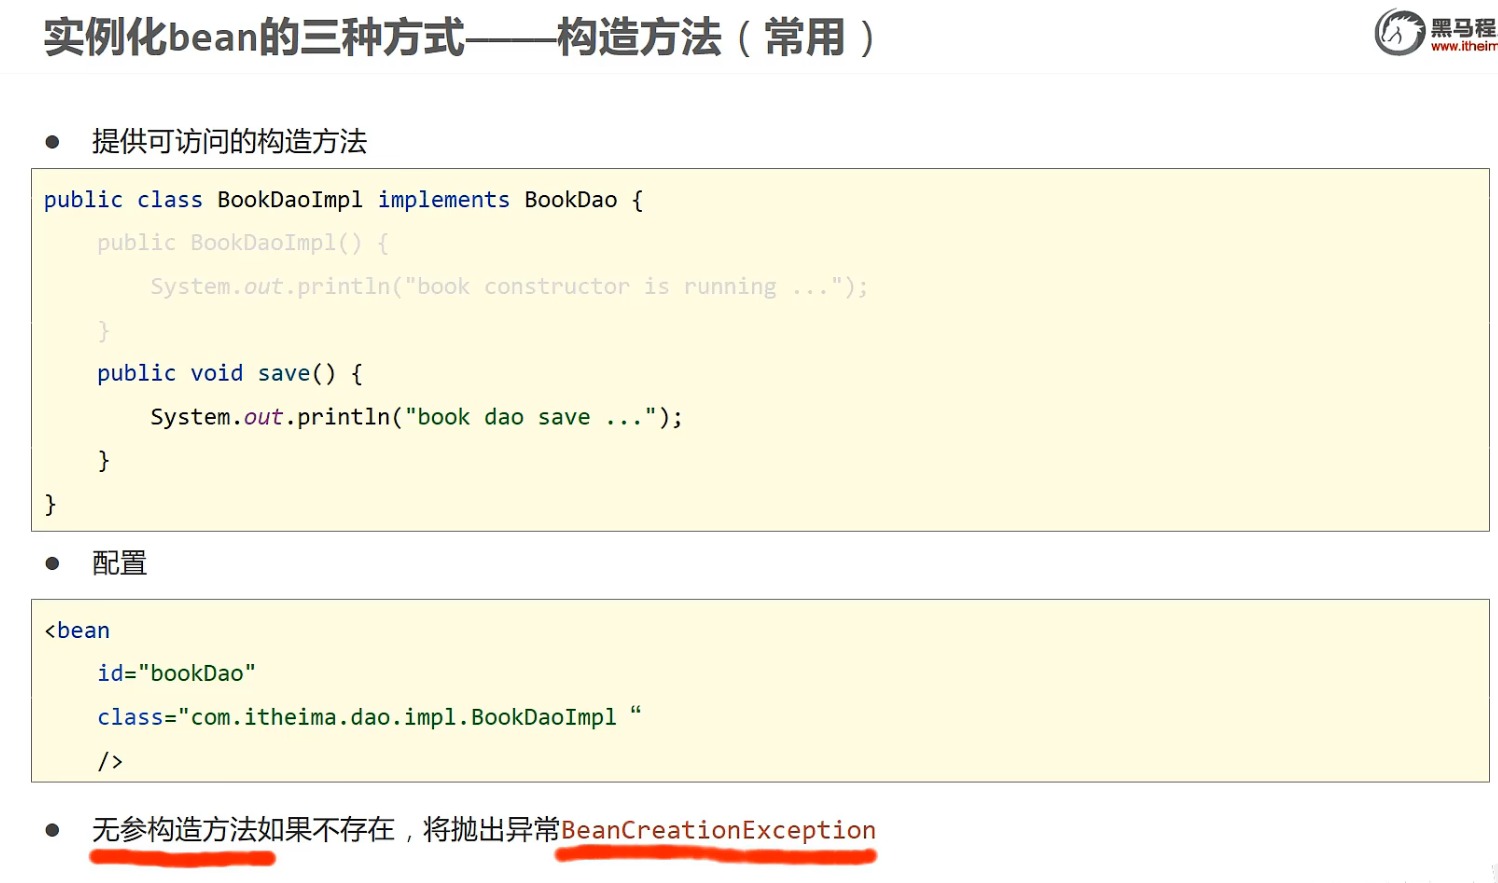 实例化bean的三种方式————构造方法（常用）
黑马程
www.itheim
● 提供可访问的构造方法
public class BookDaoImpl implements BookDao {
    public BookDaoImpl() {
        System.out.println("book constructor is running ...");
    }
    public void save() {
        System.out.println("book dao save ...");
    }
}
● 配置
<bean
    id="bookDao"
    class="com.itheima.dao.impl.BookDaoImpl “
    />
● 无参构造方法如果不存在，将抛出异常BeanCreationException